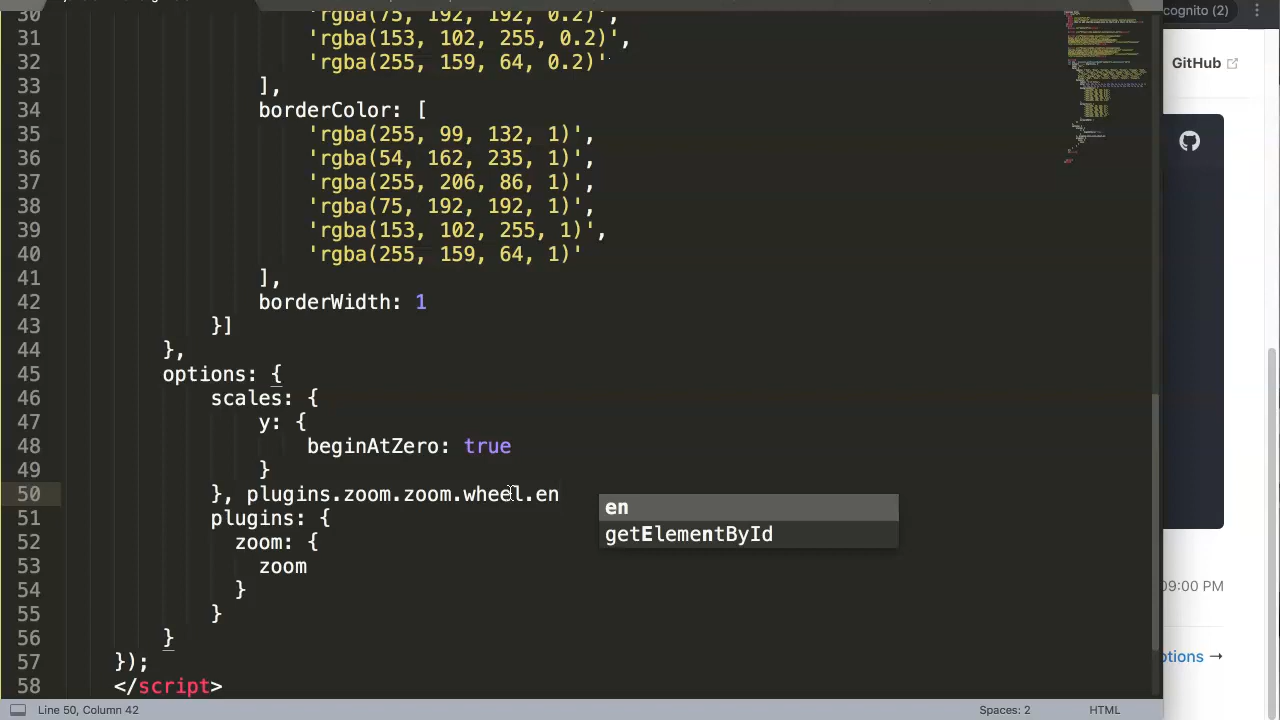 cognito (2)
GitHub
30 'rgba(75, 192, 192, 0.2)',
31 'rgba(153, 102, 255, 0.2)',
32 'rgba(255, 159, 64, 0.2)'
33 ],
34 borderColor: [
35 'rgba(255, 99, 132, 1)',
36 'rgba(54, 162, 235, 1)',
37 'rgba(255, 206, 86, 1)',
38 'rgba(75, 192, 192, 1)',
39 'rgba(153, 102, 255, 1)',
40 'rgba(255, 159, 64, 1)'
41 ],
42 borderWidth: 1
43 }]
44 },
45 options: {
46 scales: {
47 y: {
48 beginAtZero: true
49 }
50 }, plugins.zoom.zoom.wheel.en
en
getElementById
51 plugins: {
52 zoom: {
53 zoom
54 }
55 }
56 }
57 });
58 </script>
09:00 PM
ptions →
Line 50, Column 42
Spaces: 2
HTML